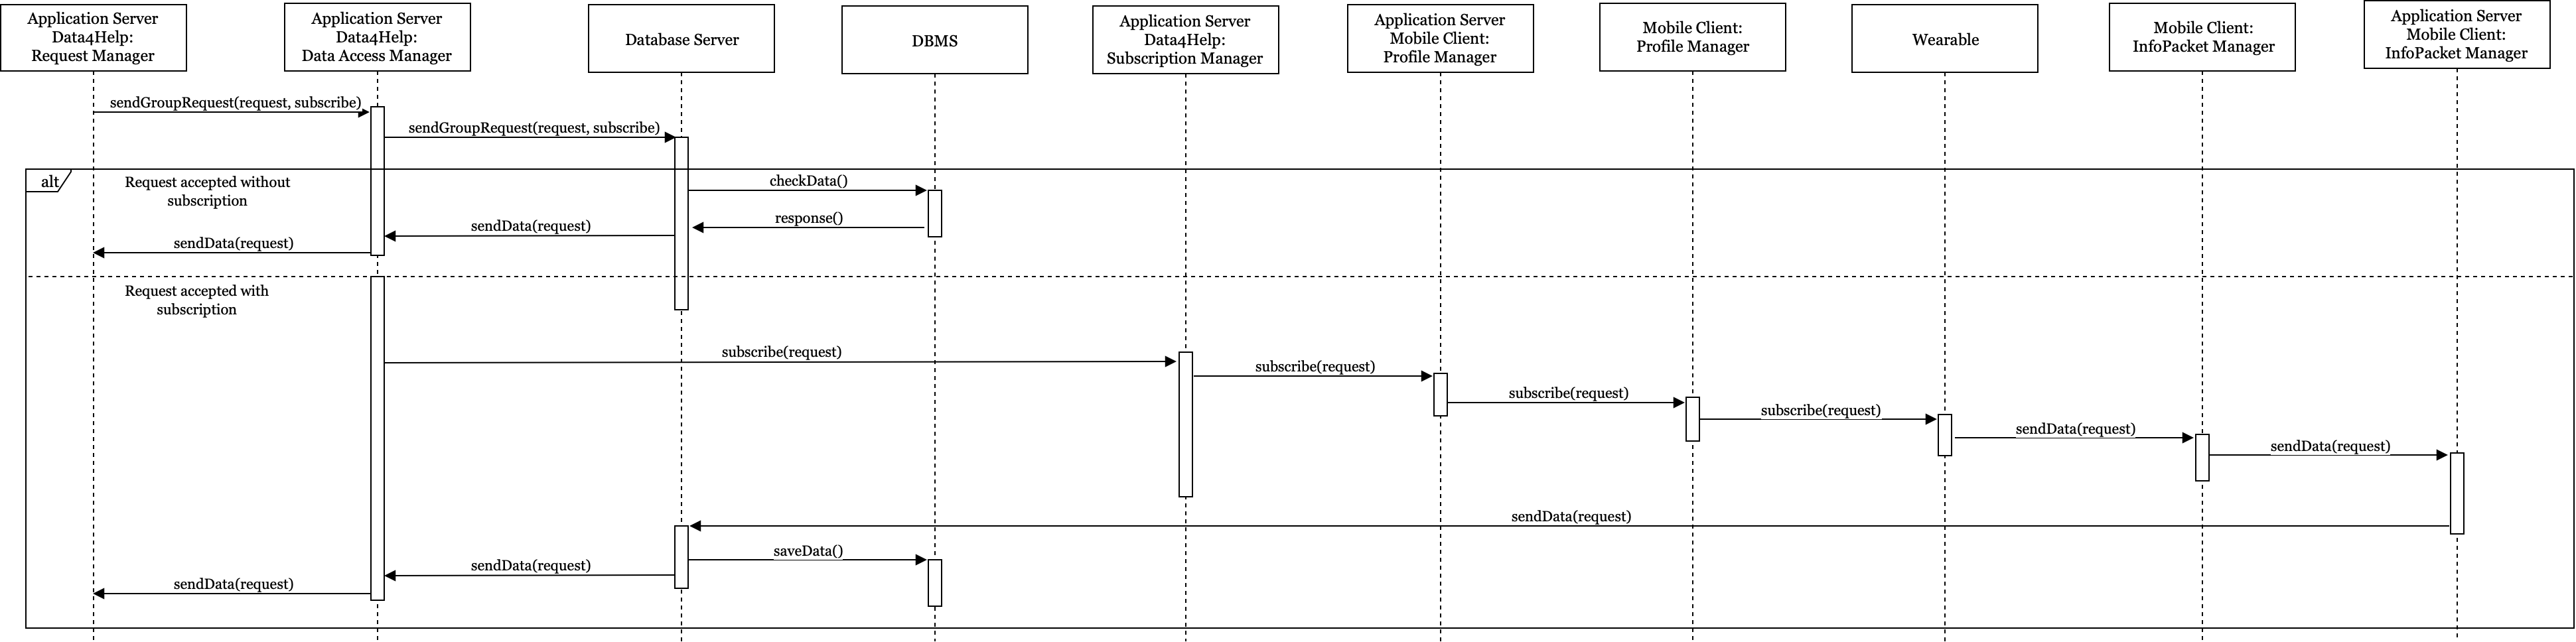 Application Server
Data4Help:
Request Manager
Application Server
Data4Help:
Data Access Manager
Database Server
DBMS
Application Server
Data4Help:
Subscription Manager
Application Server
Mobile Client:
Profile Manager
Mobile Client:
Profile Manager
Wearable
Mobile Client:
InfoPacket Manager
Application Server
Mobile Client:
InfoPacket Manager
sendGroupRequest(request, subscribe)
sendGroupRequest(request, subscribe)
alt
Request accepted without
subscription
checkData()
response()
sendData(request)
sendData(request)
Request accepted with
subscription
subscribe(request)
subscribe(request)
subscribe(request)
subscribe(request)
sendData(request)
sendData(request)
sendData(request)
saveData()
sendData(request)
sendData(request)